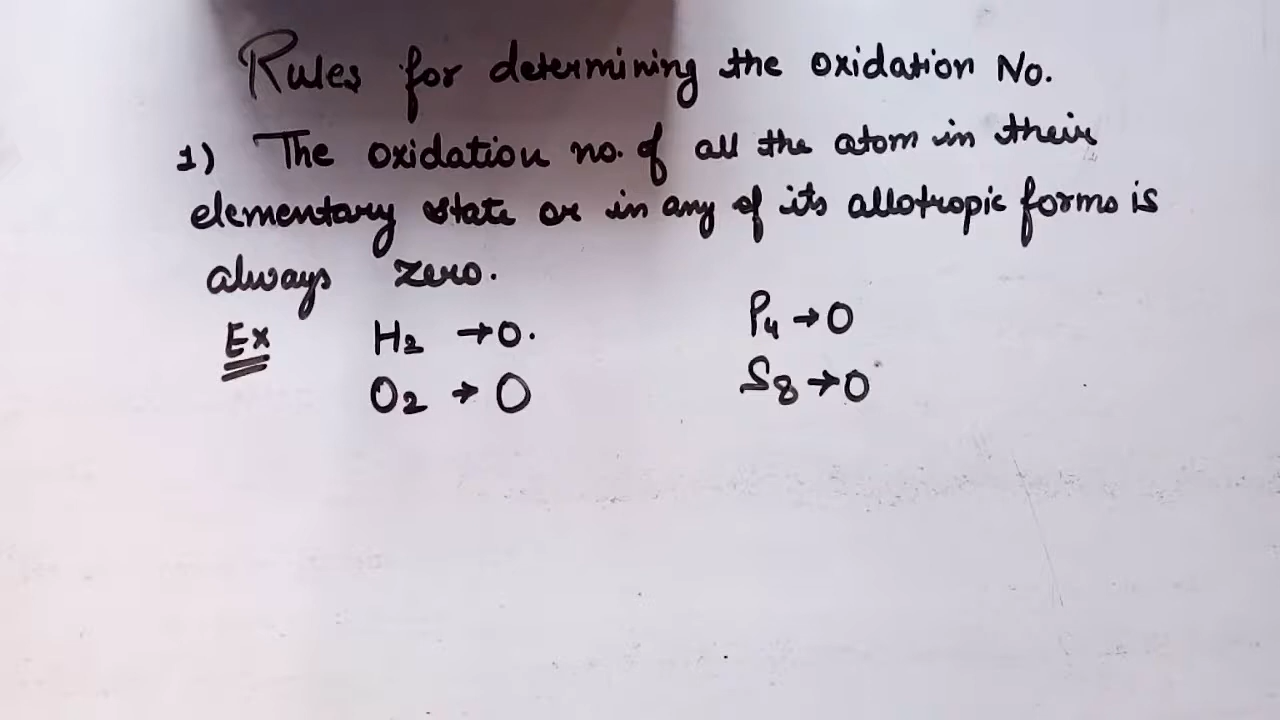 Rules for determining the oxidation No.
1) The oxidation no. of all the atom in their
elementary state or in any of its allotropic forms is
always zero.
Ex H₂ → 0. P₄ → 0
O₂ → 0 S₈ → 0